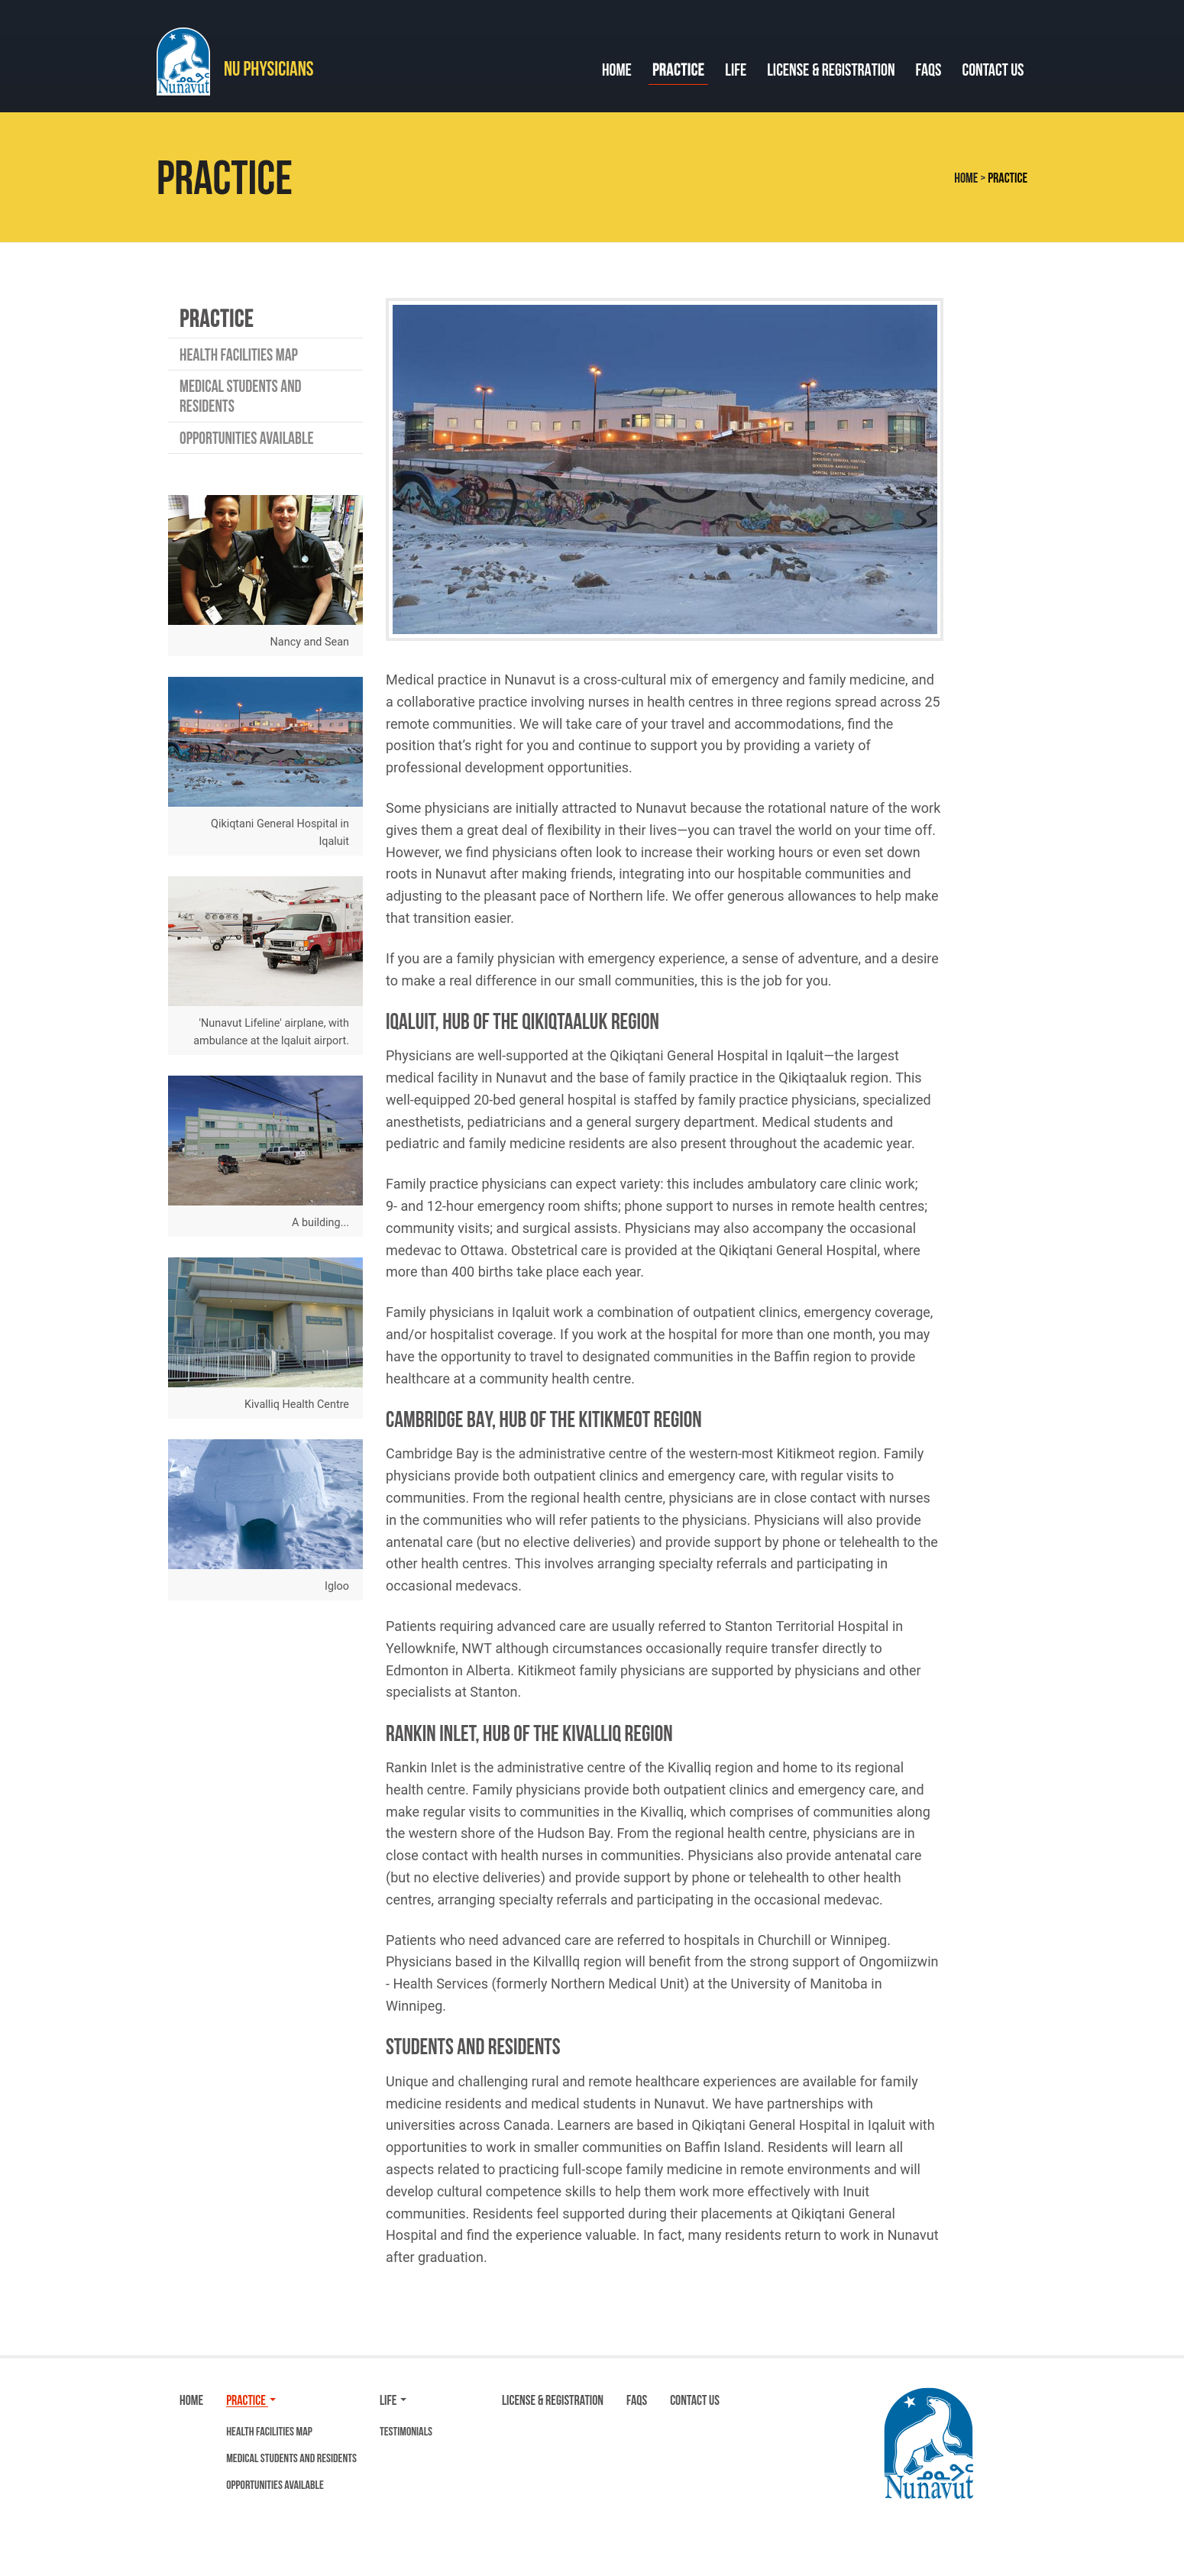 Nunavut
NU PHYSICIANS
HOME PRACTICE LIFE LICENSE & REGISTRATION FAQS CONTACT US
PRACTICE
HOME > PRACTICE
PRACTICE
HEALTH FACILITIES MAP
MEDICAL STUDENTS AND
RESIDENTS
OPPORTUNITIES AVAILABLE
Nancy and Sean
Qikiqtani General Hospital in
Iqaluit
'Nunavut Lifeline' airplane, with
ambulance at the Iqaluit airport.
A building...
Kivalliq Health Centre
Igloo
Medical practice in Nunavut is a cross-cultural mix of emergency and family medicine, and
a collaborative practice involving nurses in health centres in three regions spread across 25
remote communities. We will take care of your travel and accommodations, find the
position that’s right for you and continue to support you by providing a variety of
professional development opportunities.
Some physicians are initially attracted to Nunavut because the rotational nature of the work
gives them a great deal of flexibility in their lives—you can travel the world on your time off.
However, we find physicians often look to increase their working hours or even set down
roots in Nunavut after making friends, integrating into our hospitable communities and
adjusting to the pleasant pace of Northern life. We offer generous allowances to help make
that transition easier.
If you are a family physician with emergency experience, a sense of adventure, and a desire
to make a real difference in our small communities, this is the job for you.
IQALUIT, HUB OF THE QIKIQTAALUK REGION
Physicians are well-supported at the Qikiqtani General Hospital in Iqaluit—the largest
medical facility in Nunavut and the base of family practice in the Qikiqtaaluk region. This
well-equipped 20-bed general hospital is staffed by family practice physicians, specialized
anesthetists, pediatricians and a general surgery department. Medical students and
pediatric and family medicine residents are also present throughout the academic year.
Family practice physicians can expect variety: this includes ambulatory care clinic work;
9- and 12-hour emergency room shifts; phone support to nurses in remote health centres;
community visits; and surgical assists. Physicians may also accompany the occasional
medevac to Ottawa. Obstetrical care is provided at the Qikiqtani General Hospital, where
more than 400 births take place each year.
Family physicians in Iqaluit work a combination of outpatient clinics, emergency coverage,
and/or hospitalist coverage. If you work at the hospital for more than one month, you may
have the opportunity to travel to designated communities in the Baffin region to provide
healthcare at a community health centre.
CAMBRIDGE BAY, HUB OF THE KITIKMEOT REGION
Cambridge Bay is the administrative centre of the western-most Kitikmeot region. Family
physicians provide both outpatient clinics and emergency care, with regular visits to
communities. From the regional health centre, physicians are in close contact with nurses
in the communities who will refer patients to the physicians. Physicians will also provide
antenatal care (but no elective deliveries) and provide support by phone or telehealth to the
other health centres. This involves arranging specialty referrals and participating in
occasional medevacs.
Patients requiring advanced care are usually referred to Stanton Territorial Hospital in
Yellowknife, NWT although circumstances occasionally require transfer directly to
Edmonton in Alberta. Kitikmeot family physicians are supported by physicians and other
specialists at Stanton.
RANKIN INLET, HUB OF THE KIVALLIQ REGION
Rankin Inlet is the administrative centre of the Kivalliq region and home to its regional
health centre. Family physicians provide both outpatient clinics and emergency care, and
make regular visits to communities in the Kivalliq, which comprises of communities along
the western shore of the Hudson Bay. From the regional health centre, physicians are in
close contact with health nurses in communities. Physicians also provide antenatal care
(but no elective deliveries) and provide support by phone or telehealth to other health
centres, arranging specialty referrals and participating in the occasional medevac.
Patients who need advanced care are referred to hospitals in Churchill or Winnipeg.
Physicians based in the Kilvalllq region will benefit from the strong support of Ongomiizwin
- Health Services (formerly Northern Medical Unit) at the University of Manitoba in
Winnipeg.
STUDENTS AND RESIDENTS
Unique and challenging rural and remote healthcare experiences are available for family
medicine residents and medical students in Nunavut. We have partnerships with
universities across Canada. Learners are based in Qikiqtani General Hospital in Iqaluit with
opportunities to work in smaller communities on Baffin Island. Residents will learn all
aspects related to practicing full-scope family medicine in remote environments and will
develop cultural competence skills to help them work more effectively with Inuit
communities. Residents feel supported during their placements at Qikiqtani General
Hospital and find the experience valuable. In fact, many residents return to work in Nunavut
after graduation.
HOME PRACTICE LIFE LICENSE & REGISTRATION FAQS CONTACT US
HEALTH FACILITIES MAP TESTIMONIALS
MEDICAL STUDENTS AND RESIDENTS
OPPORTUNITIES AVAILABLE
ᓄᓇᕗᑦ
Nunavut